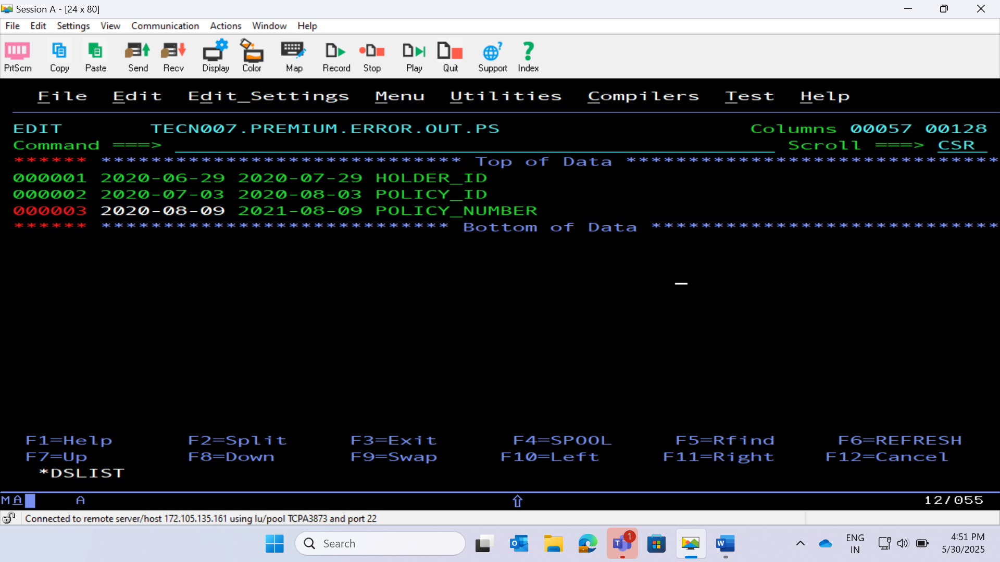 Session A - [24 x 80]
File Edit Settings View Communication Actions Window Help
PrtScrn Copy Paste Send Recv Display Color Map Record Stop Play Quit Support Index
File Edit Edit_Settings Menu Utilities Compilers Test Help
EDIT TECN007.PREMIUM.ERROR.OUT.PS Columns 00057 00128
Command ===> Scroll ===> CSR
****** ***************************** Top of Data ******************************
000001 2020-06-29 2020-07-29 HOLDER_ID
000002 2020-07-03 2020-08-03 POLICY_ID
000003 2020-08-09 2021-08-09 POLICY_NUMBER
****** **************************** Bottom of Data ****************************
F1=Help F2=Split F3=Exit F4=SPOOL F5=Rfind F6=REFRESH
F7=Up F8=Down F9=Swap F10=Left F11=Right F12=Cancel
*DSLIST
MA A 12/055
Connected to remote server/host 172.105.135.161 using lu/pool TCPA3873 and port 22
Search 1 ENG 4:51 PM
IN 5/30/2025